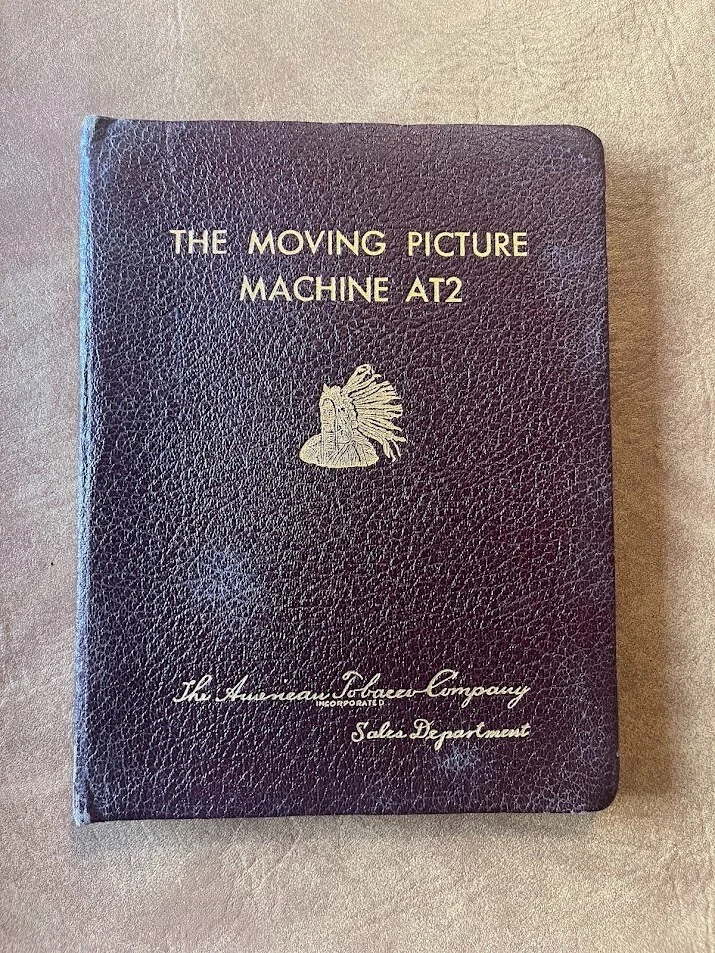 THE MOVING PICTURE
MACHINE AT2
The American Tobacco Company
INCORPORATED
Sales Department